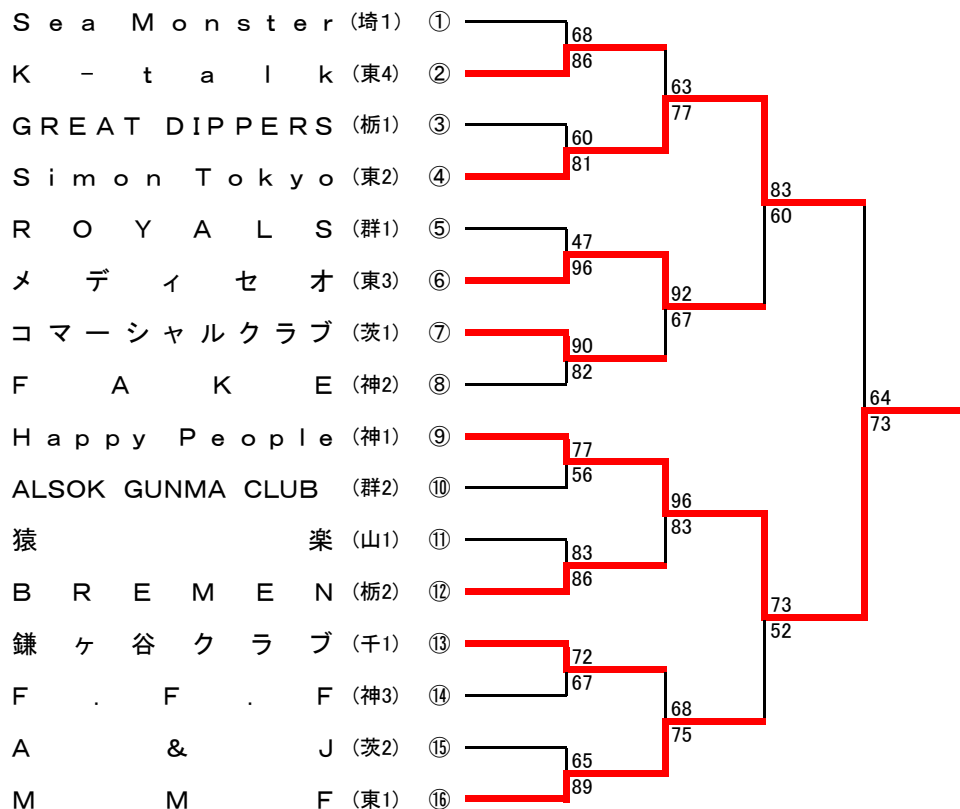 Sea Monster (埼1) ①
68
K-talk (東4) ②
86
63
77
GREAT DIPPERS (栃1) ③
60
Simon Tokyo (東2) ④
81
83
60
ROYALS (群1) ⑤
47
メディセオ (東3) ⑥
96
92
67
コマーシャルクラブ (茨1) ⑦
90
FAKE (神2) ⑧
82
64
73
Happy People (神1) ⑨
77
ALSOK GUNMA CLUB (群2) ⑩
56
96
83
猿楽 (山1) ⑪
83
BREMEN (栃2) ⑫
86
73
52
鎌ヶ谷クラブ (千1) ⑬
72
F.F.F (神3) ⑭
67
68
75
A&J (茨2) ⑮
65
MMF (東1) ⑯
89